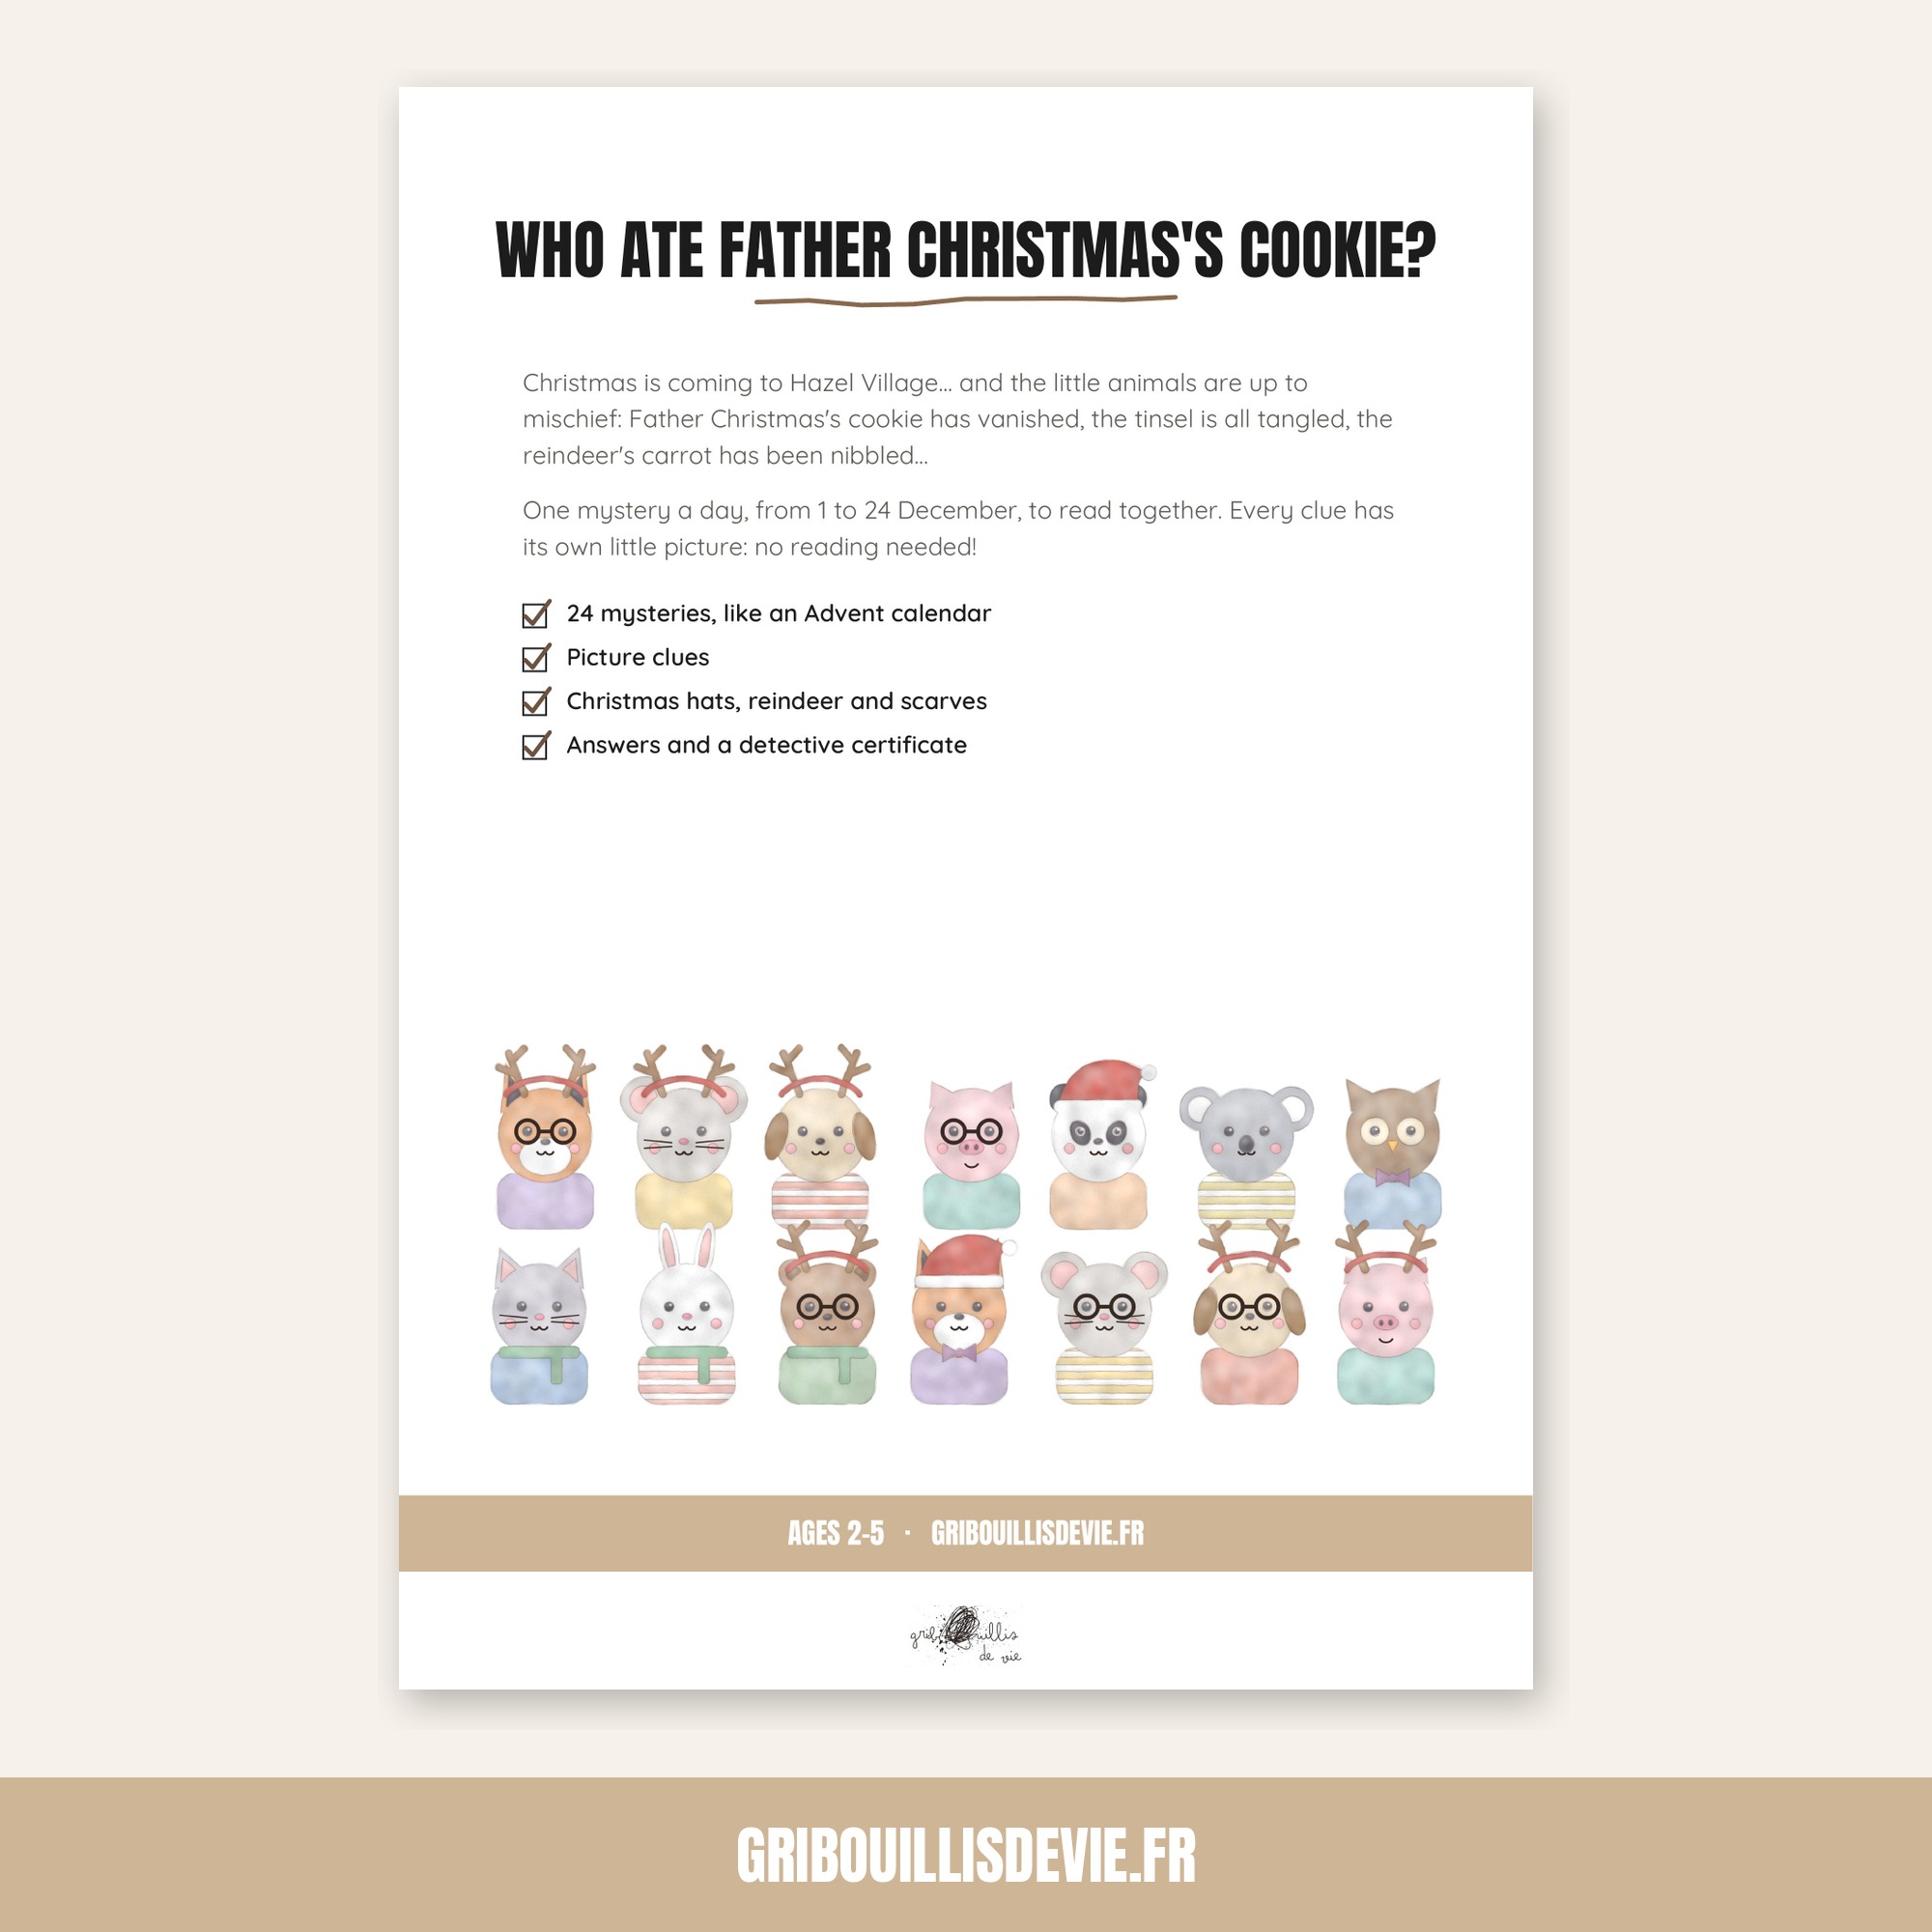 WHO ATE FATHER CHRISTMAS'S COOKIE?
Christmas is coming to Hazel Village... and the little animals are up to
mischief: Father Christmas's cookie has vanished, the tinsel is all tangled, the
reindeer's carrot has been nibbled...
One mystery a day, from 1 to 24 December, to read together. Every clue has
its own little picture: no reading needed!
24 mysteries, like an Advent calendar
Picture clues
Christmas hats, reindeer and scarves
Answers and a detective certificate
AGES 2-5 · GRIBOUILLISDEVIE.FR
de vie
GRIBOUILLISDEVIE.FR